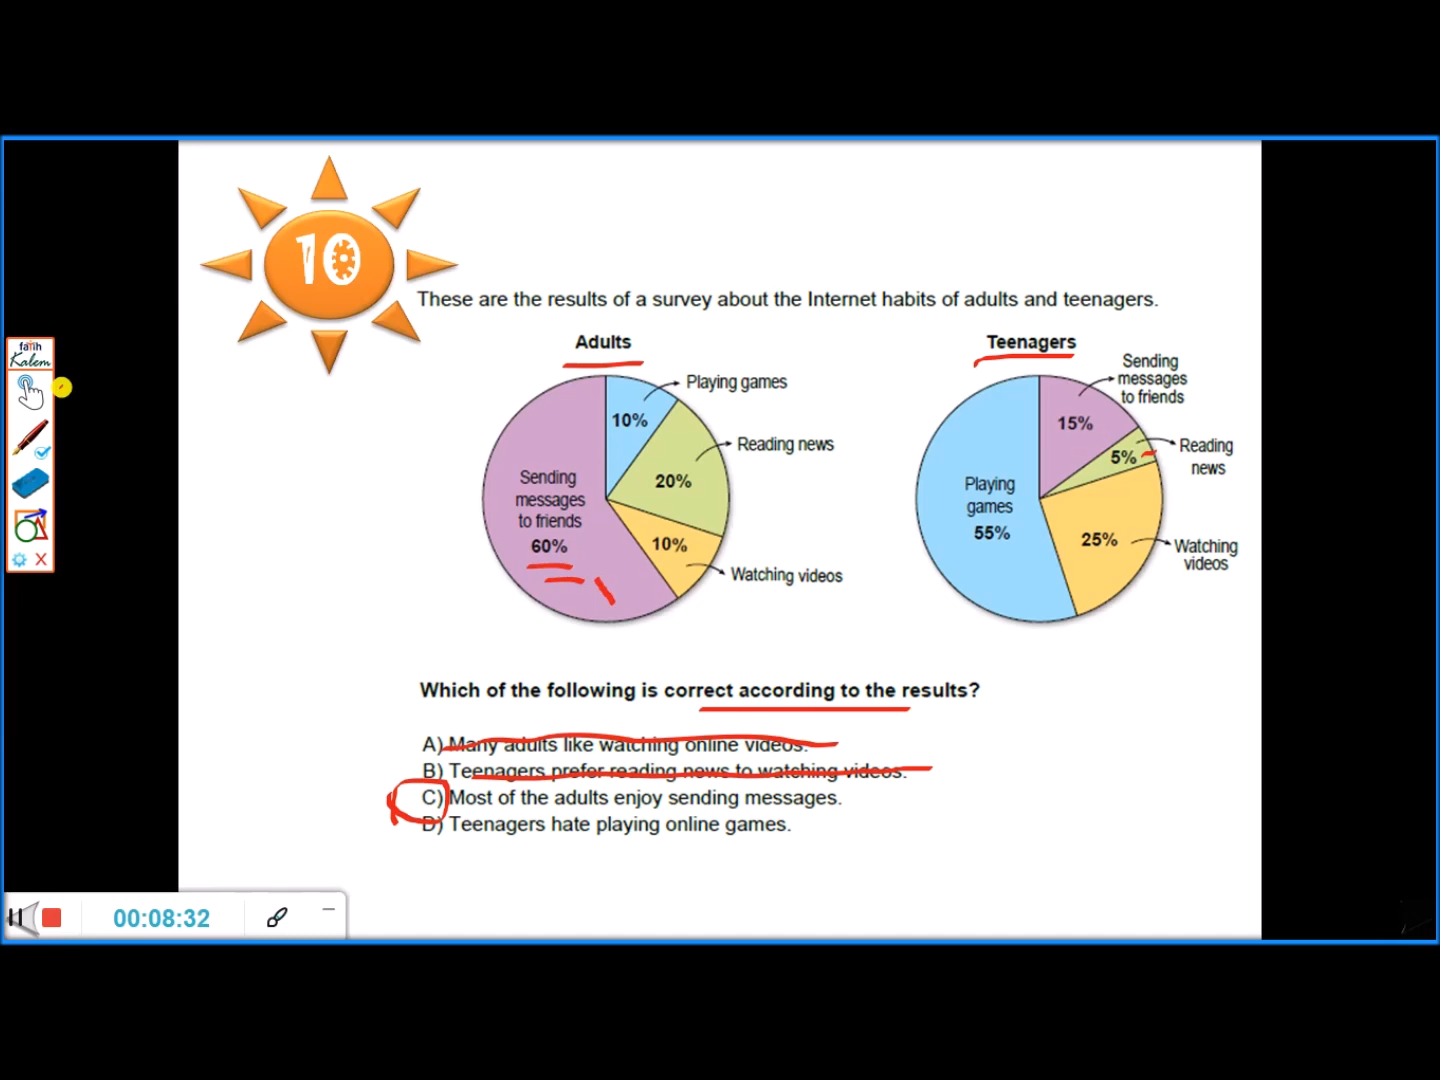 10
These are the results of a survey about the Internet habits of adults and teenagers.
Adults
Playing games
10%
Reading news
20%
Sending
messages
to friends
60%
10%
Watching videos
Teenagers
Sending
messages
to friends
15%
Reading
news
5%
Playing
games
55%
25%
Watching
videos
Which of the following is correct according to the results?
A) Many adults like watching online videos.
B) Teenagers prefer reading news to watching videos.
C) Most of the adults enjoy sending messages.
D) Teenagers hate playing online games.
fatih
Kalem
X
00:08:32